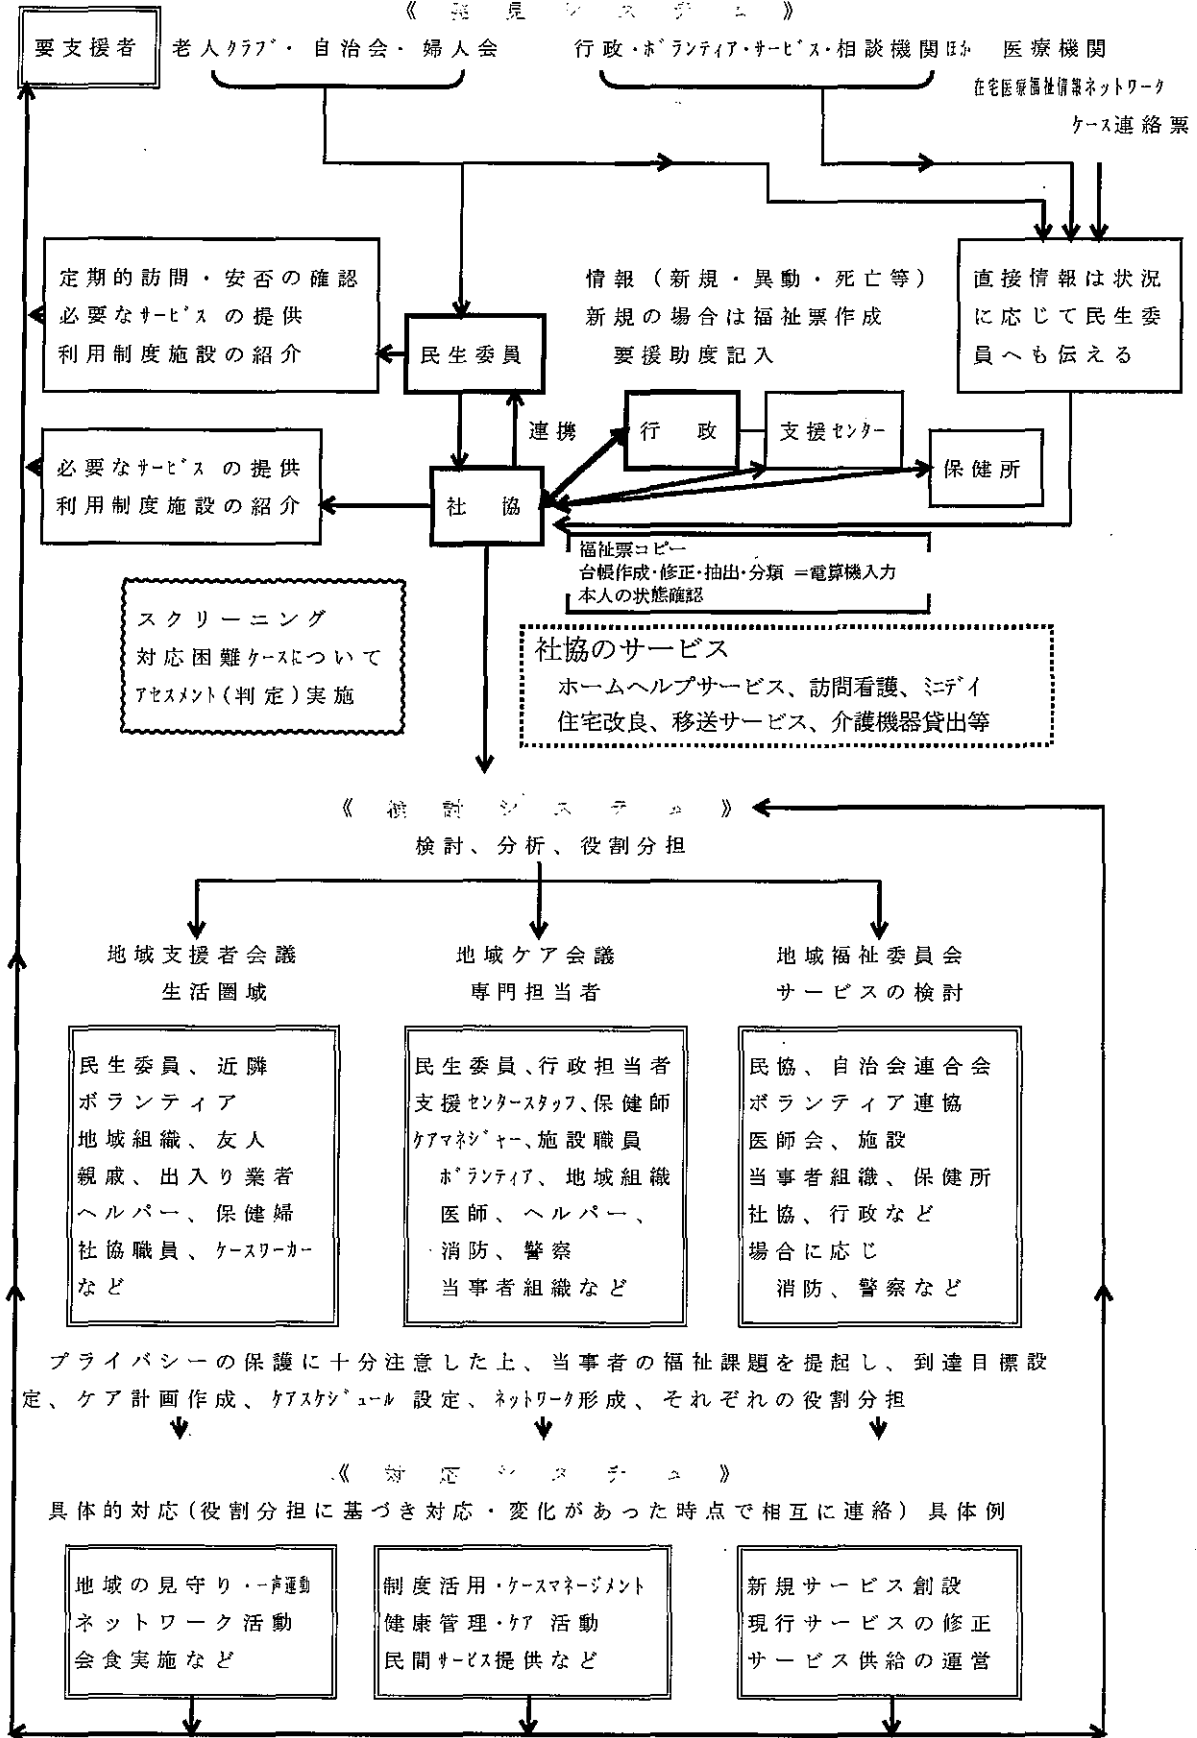 《発見システム》
要支援者
老人クラブ・自治会・婦人会
行政・ボランティア・サービス・相談機関ほか
医療機関
在宅医療福祉情報ネットワーク
ケース連絡票
定期的訪問・安否の確認
必要なサービスの提供
利用制度施設の紹介
民生委員
情報（新規・異動・死亡等）
新規の場合は福祉票作成
要援助度記入
直接情報は状況
に応じて民生委
員へも伝える
必要なサービスの提供
利用制度施設の紹介
連携
行政
支援センター
保健所
社協
福祉票コピー
台帳作成・修正・抽出・分類＝電算機入力
本人の状態確認
スクリーニング
対応困難ケースについて
アセスメント(判定)実施
社協のサービス
ホームヘルプサービス、訪問看護、ミニデイ
住宅改良、移送サービス、介護機器貸出等
《検討システム》
検討、分析、役割分担
地域支援者会議
生活圏域
地域ケア会議
専門担当者
地域福祉委員会
サービスの検討
民生委員、近隣
ボランティア
地域組織、友人
親戚、出入り業者
ヘルパー、保健婦
社協職員、ケースワーカー
など
民生委員、行政担当者
支援センタースタッフ、保健師
ケアマネジャー、施設職員
ボランティア、地域組織
医師、ヘルパー、
消防、警察
当事者組織など
民協、自治会連合会
ボランティア連協
医師会、施設
当事者組織、保健所
社協、行政など
場合に応じ
消防、警察など
プライバシーの保護に十分注意した上、当事者の福祉課題を提起し、到達目標設
定、ケア計画作成、ケアスケジュール設定、ネットワーク形成、それぞれの役割分担
《対応システム》
具体的対応(役割分担に基づき対応・変化があった時点で相互に連絡)具体例
地域の見守り・一声運動
ネットワーク活動
会食実施など
制度活用・ケースマネージメント
健康管理・ケア活動
民間サービス提供など
新規サービス創設
現行サービスの修正
サービス供給の運営